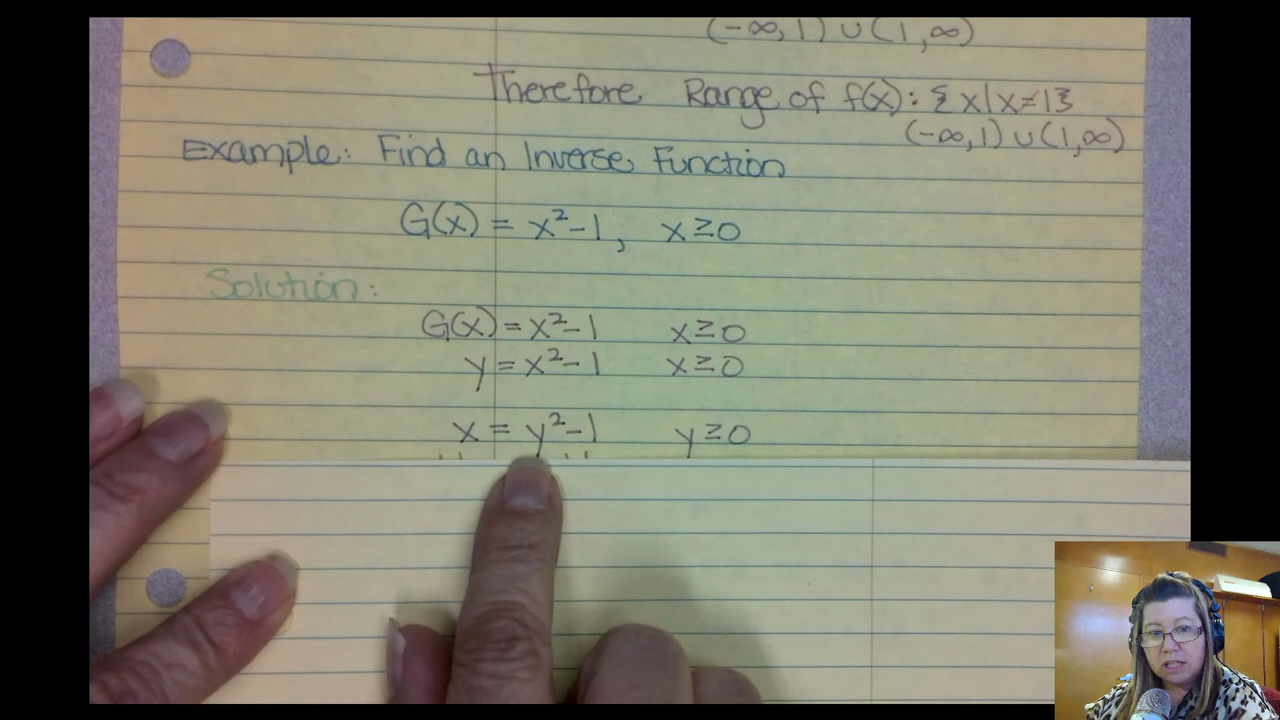 (-∞, 1) ∪ (1, ∞)
Therefore Range of f(x): {x|x≠1}
(-∞, 1) ∪ (1, ∞)
Example: Find an Inverse Function
G(x) = x²-1, x≥0
Solution:
G(x) = x²-1 x≥0
y = x²-1 x≥0
x = y²-1 y≥0